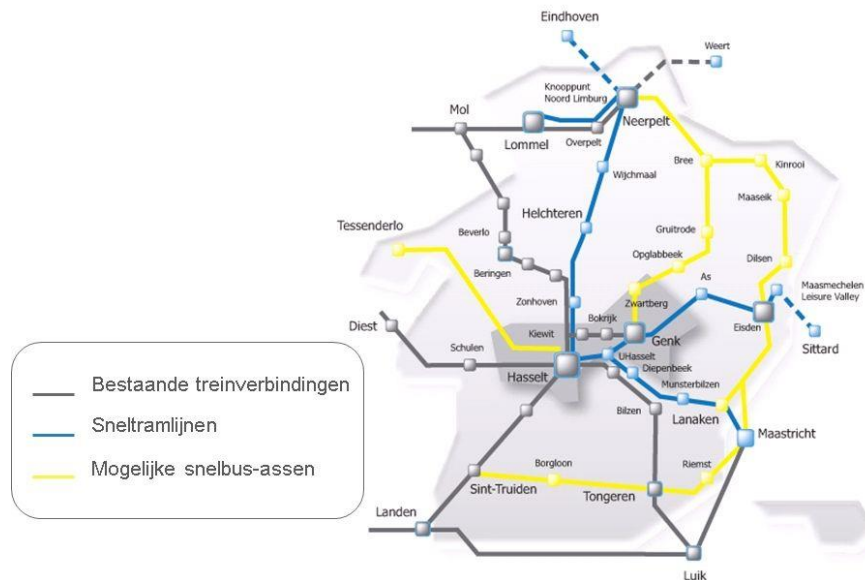 Eindhoven
Weert
Knooppunt
Noord Limburg
Neerpelt
Mol
Lommel
Overpelt
Bree
Kinrooi
Wijchmaal
Maaseik
Helchteren
Tessenderlo
Beverlo
Gruitrode
Opglabbeek
Dilsen
Beringen
As
Maasmechelen
Leisure Valley
Zonhoven
Zwartberg
Bokrijk
Kiewit
Genk
Eisden
Sittard
Diest
Schulen
UHasselt
Diepenbeek
Hasselt
Munsterbilzen
Lanaken
Bilzen
Maastricht
Borgloon
Riemst
Sint-Truiden
Tongeren
Landen
Luik
Bestaande treinverbindingen
Sneltramlijnen
Mogelijke snelbus-assen